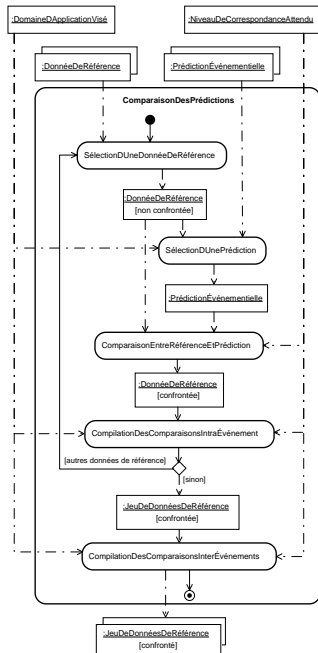 :DomaineDApplicationVisé
:NiveauDeCorrespondanceAttendu
:DonnéeDeRéférence
:PrédictionÉvénementielle
ComparaisonDesPrédictions
SélectionDUneDonnéeDeRéférence
:DonnéeDeRéférence
[non confrontée]
SélectionDUnePrédiction
:PrédictionÉvénementielle
ComparaisonEntreRéférenceEtPrédiction
:DonnéeDeRéférence
[confrontée]
CompilationDesComparaisonsIntraÉvénement
[autres données de référence]
[sinon]
:JeuDeDonnéesDeRéférence
[confrontée]
CompilationDesComparaisonsInterÉvénements
:JeuDeDonnéesDeRéférence
[confronté]